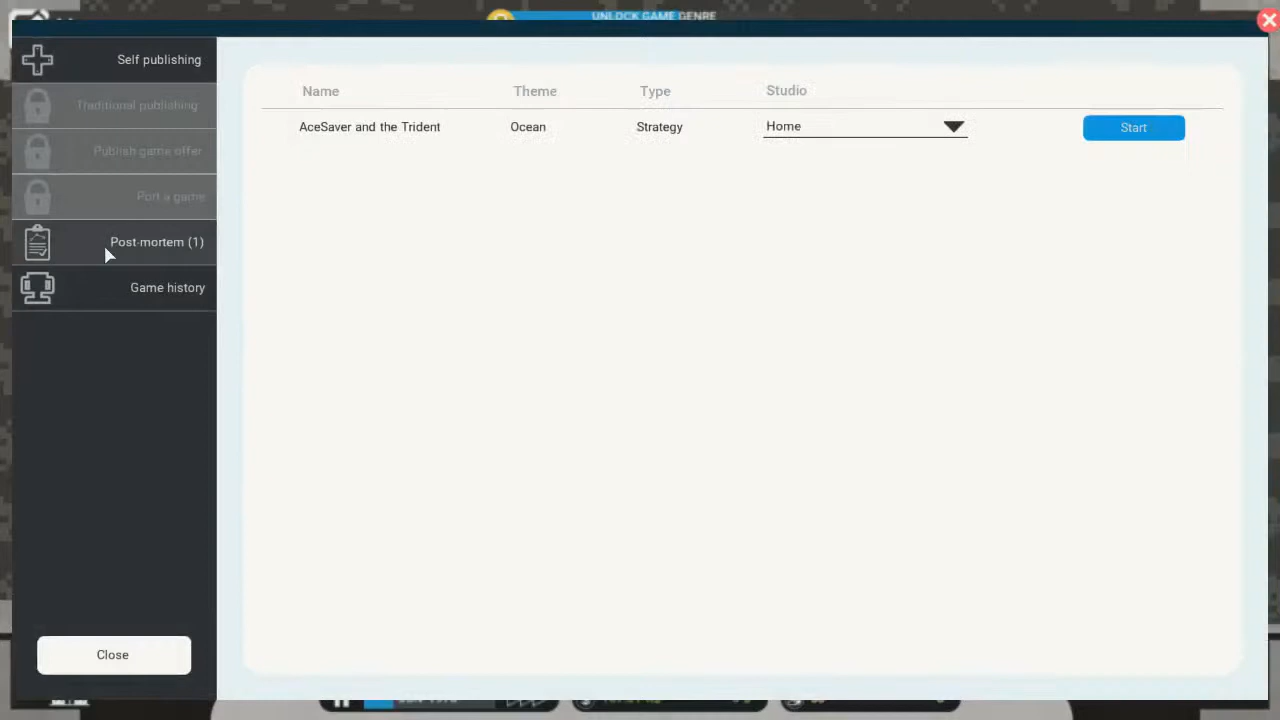 UNLOCK GAME GENRE
Self publishing
Traditional publishing
Publish game offer
Port a game
Post-mortem (1)
Game history
Close
Name Theme Type Studio
AceSaver and the Trident Ocean Strategy Home Start